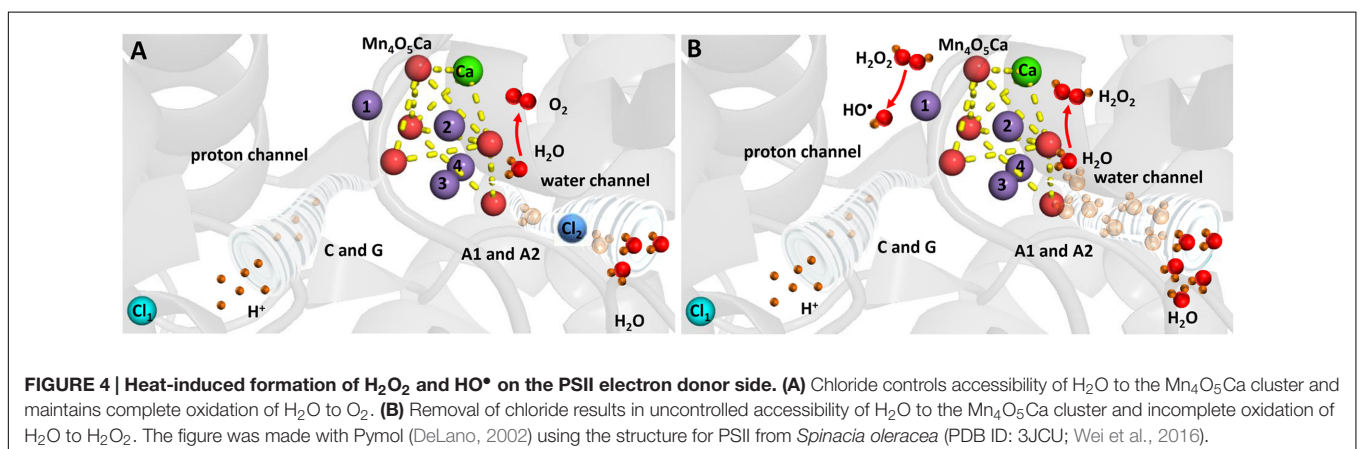 A
Mn₄O₅Ca
Ca
1
2
O₂
H₂O
proton channel
4
3
water channel
Cl₂
C and G
A1 and A2
H⁺
Cl₁
H₂O
B
Mn₄O₅Ca
H₂O₂
Ca
H₂O₂
HO•
1
2
H₂O
proton channel
4
3
water channel
C and G
A1 and A2
H⁺
Cl₁
H₂O
FIGURE 4 | Heat-induced formation of H₂O₂ and HO• on the PSII electron donor side. (A) Chloride controls accessibility of H₂O to the Mn₄O₅Ca cluster and
maintains complete oxidation of H₂O to O₂. (B) Removal of chloride results in uncontrolled accessibility of H₂O to the Mn₄O₅Ca cluster and incomplete oxidation of
H₂O to H₂O₂. The figure was made with Pymol (DeLano, 2002) using the structure for PSII from Spinacia oleracea (PDB ID: 3JCU; Wei et al., 2016).